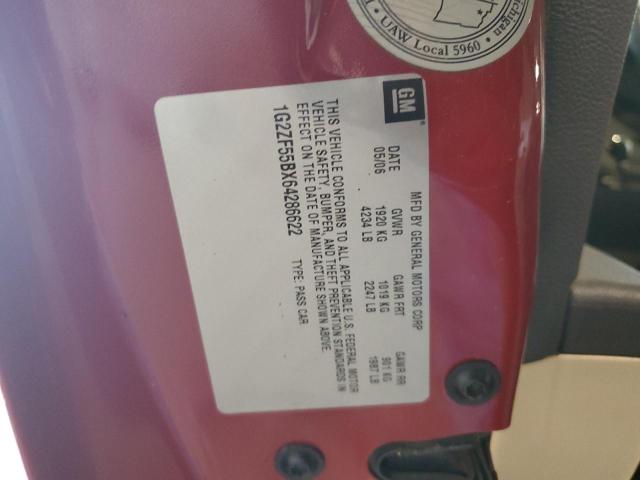 Michigan
UAW Local 5960
GM
MFD BY GENERAL MOTORS CORP
DATE GVWR GAWR FRT GAWR RR
05/06 1920 KG 1019 KG 901 KG
4234 LB 2247 LB 1987 LB
THIS VEHICLE CONFORMS TO ALL APPLICABLE U.S. FEDERAL MOTOR
VEHICLE SAFETY, BUMPER, AND THEFT PREVENTION STANDARDS IN
EFFECT ON THE DATE OF MANUFACTURE SHOWN ABOVE.
1G2ZF55BX64286622 TYPE: PASS CAR